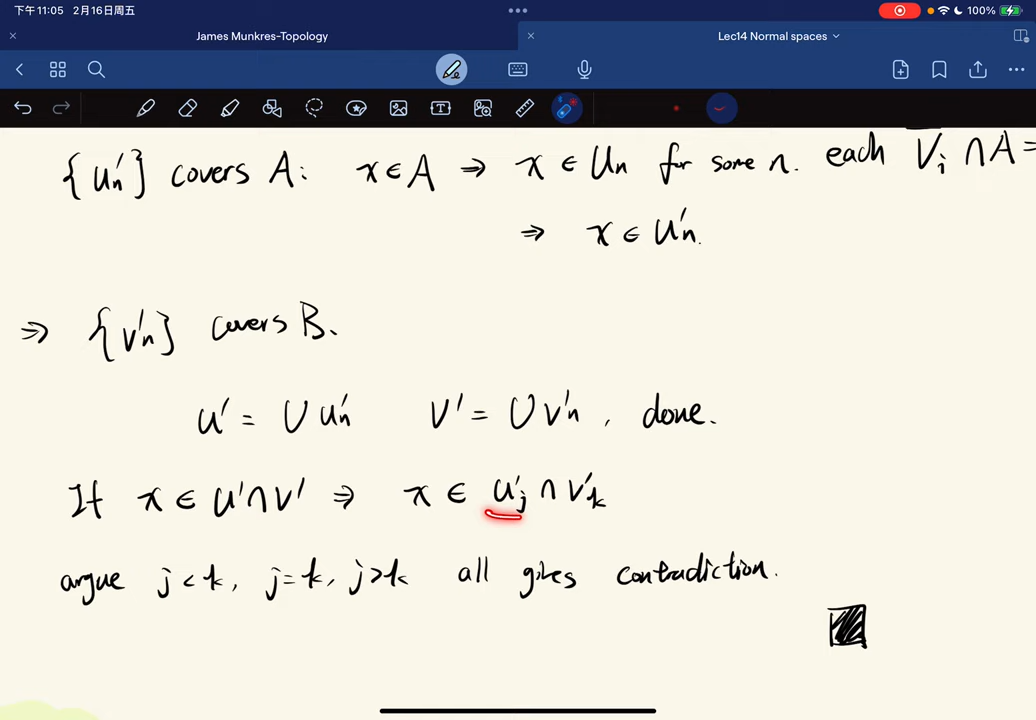 下午11:05 2月16日周五 100%
James Munkres-Topology
Lec14 Normal spaces
{Un'} covers A: x ∈ A ⇒ x ∈ Un for some n. each V̅i ∩ A =
⇒ x ∈ U'n.
⇒ {V'n} covers B.
U' = ∪ U'n V' = ∪ V'n, done.
If x ∈ U' ∩ V' ⇒ x ∈ U'j ∩ V'k
argue j < k, j = k, j > k all gives contradiction.